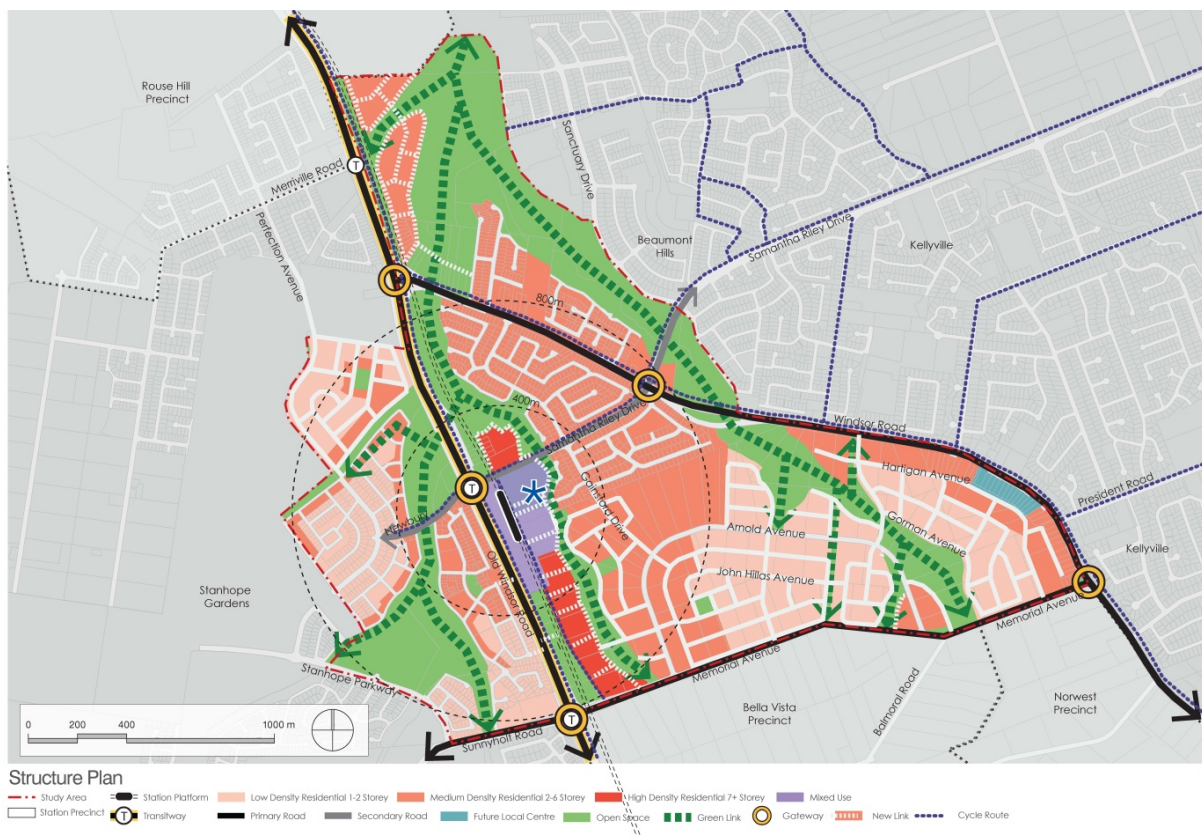 Rouse Hill
Precinct
Merriville Road
Sanctuary Drive
Perfection Avenue
Beaumont
Hills
Samantha Riley Drive
Kellyville
800m
400m
Samantha Riley Drive
Windsor Road
Hartigan Avenue
President Road
Newbury
Gainsford Drive
Arnold Avenue
Gorman Avenue
Kellyville
John Hillas Avenue
Old Windsor Road
Stanhope
Gardens
Memorial Avenue
Memorial Avenue
Stanhope Parkway
Balmoral Road
Norwest
Precinct
Bella Vista
Precinct
Sunnyholt Road
T
T
T
0 200 400 1000 m
Structure Plan
Study Area Station Platform Low Density Residential 1-2 Storey Medium Density Residential 2-6 Storey High Density Residential 7+ Storey Mixed Use
Station Precinct T Transitway Primary Road Secondary Road Future Local Centre Open Space Green Link Gateway New Link Cycle Route